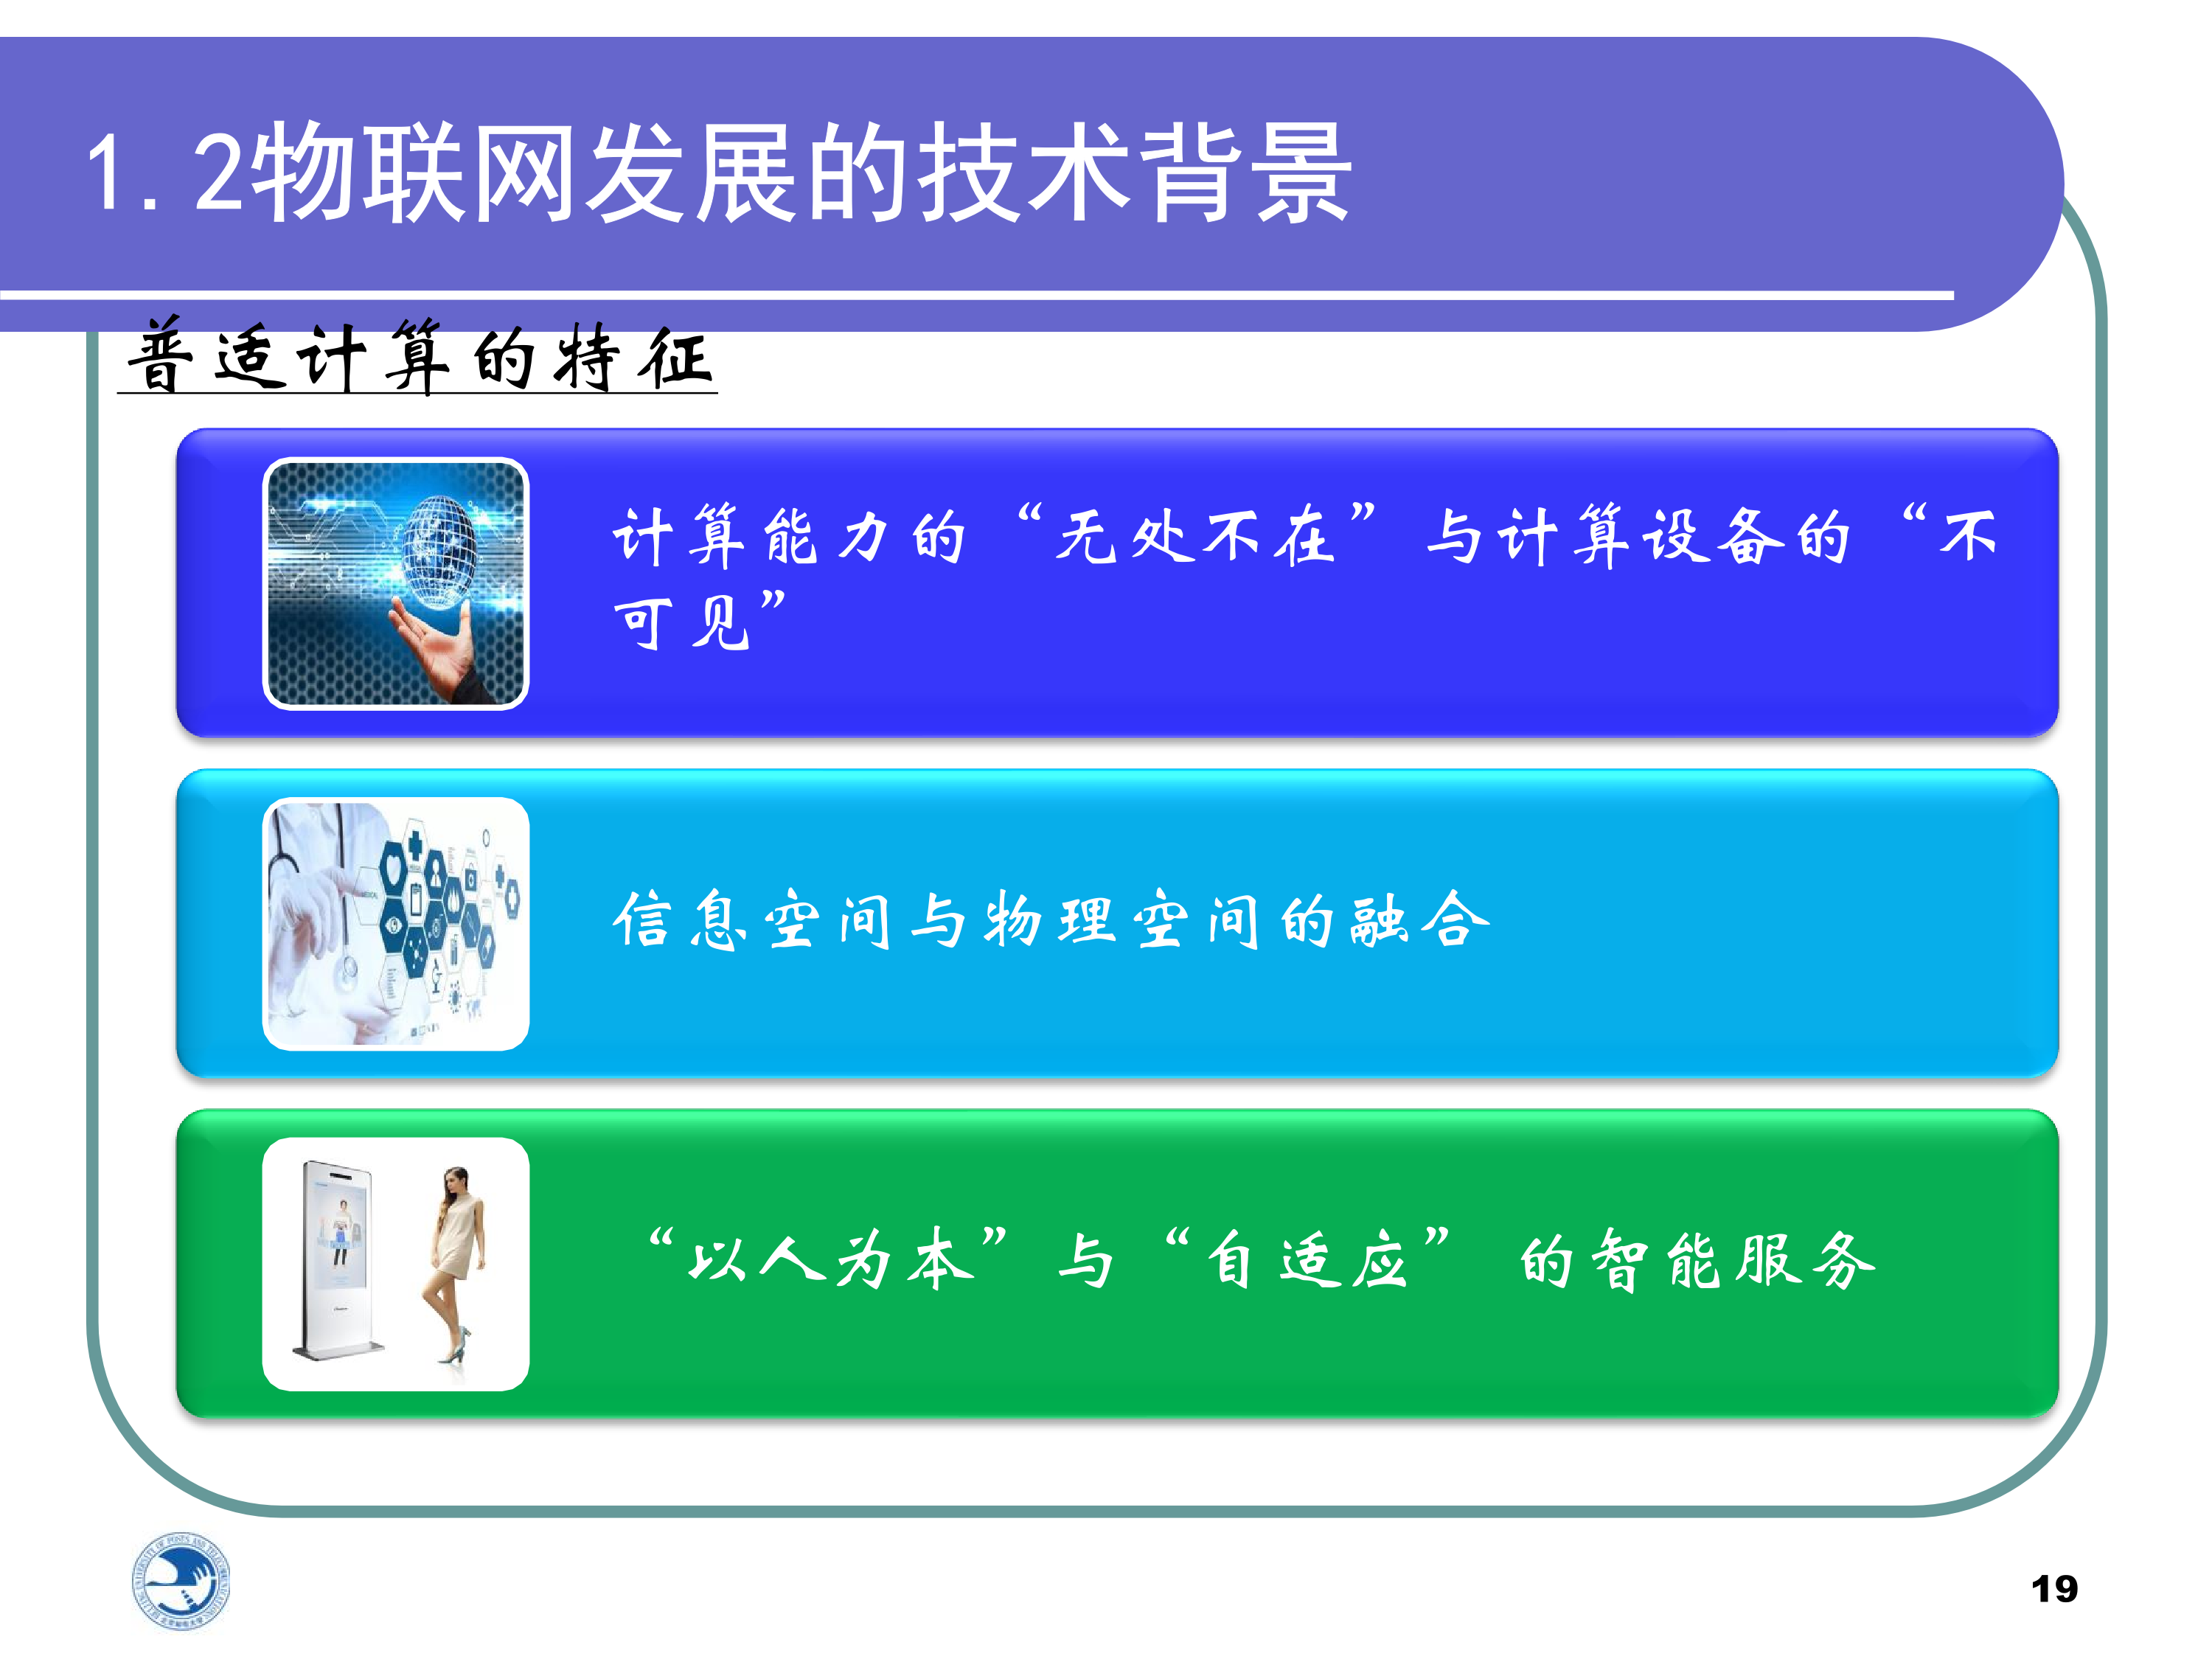 1.2物联网发展的技术背景
普适计算的特征
计算能力的“无处不在”与计算设备的“不
可见”
信息空间与物理空间的融合
“以人为本”与“自适应” 的智能服务
19